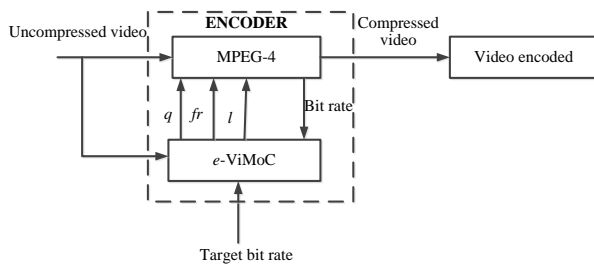 ENCODER
Uncompressed video
Compressed
video
MPEG-4
Video encoded
q
fr
l
Bit rate
e-ViMoC
Target bit rate